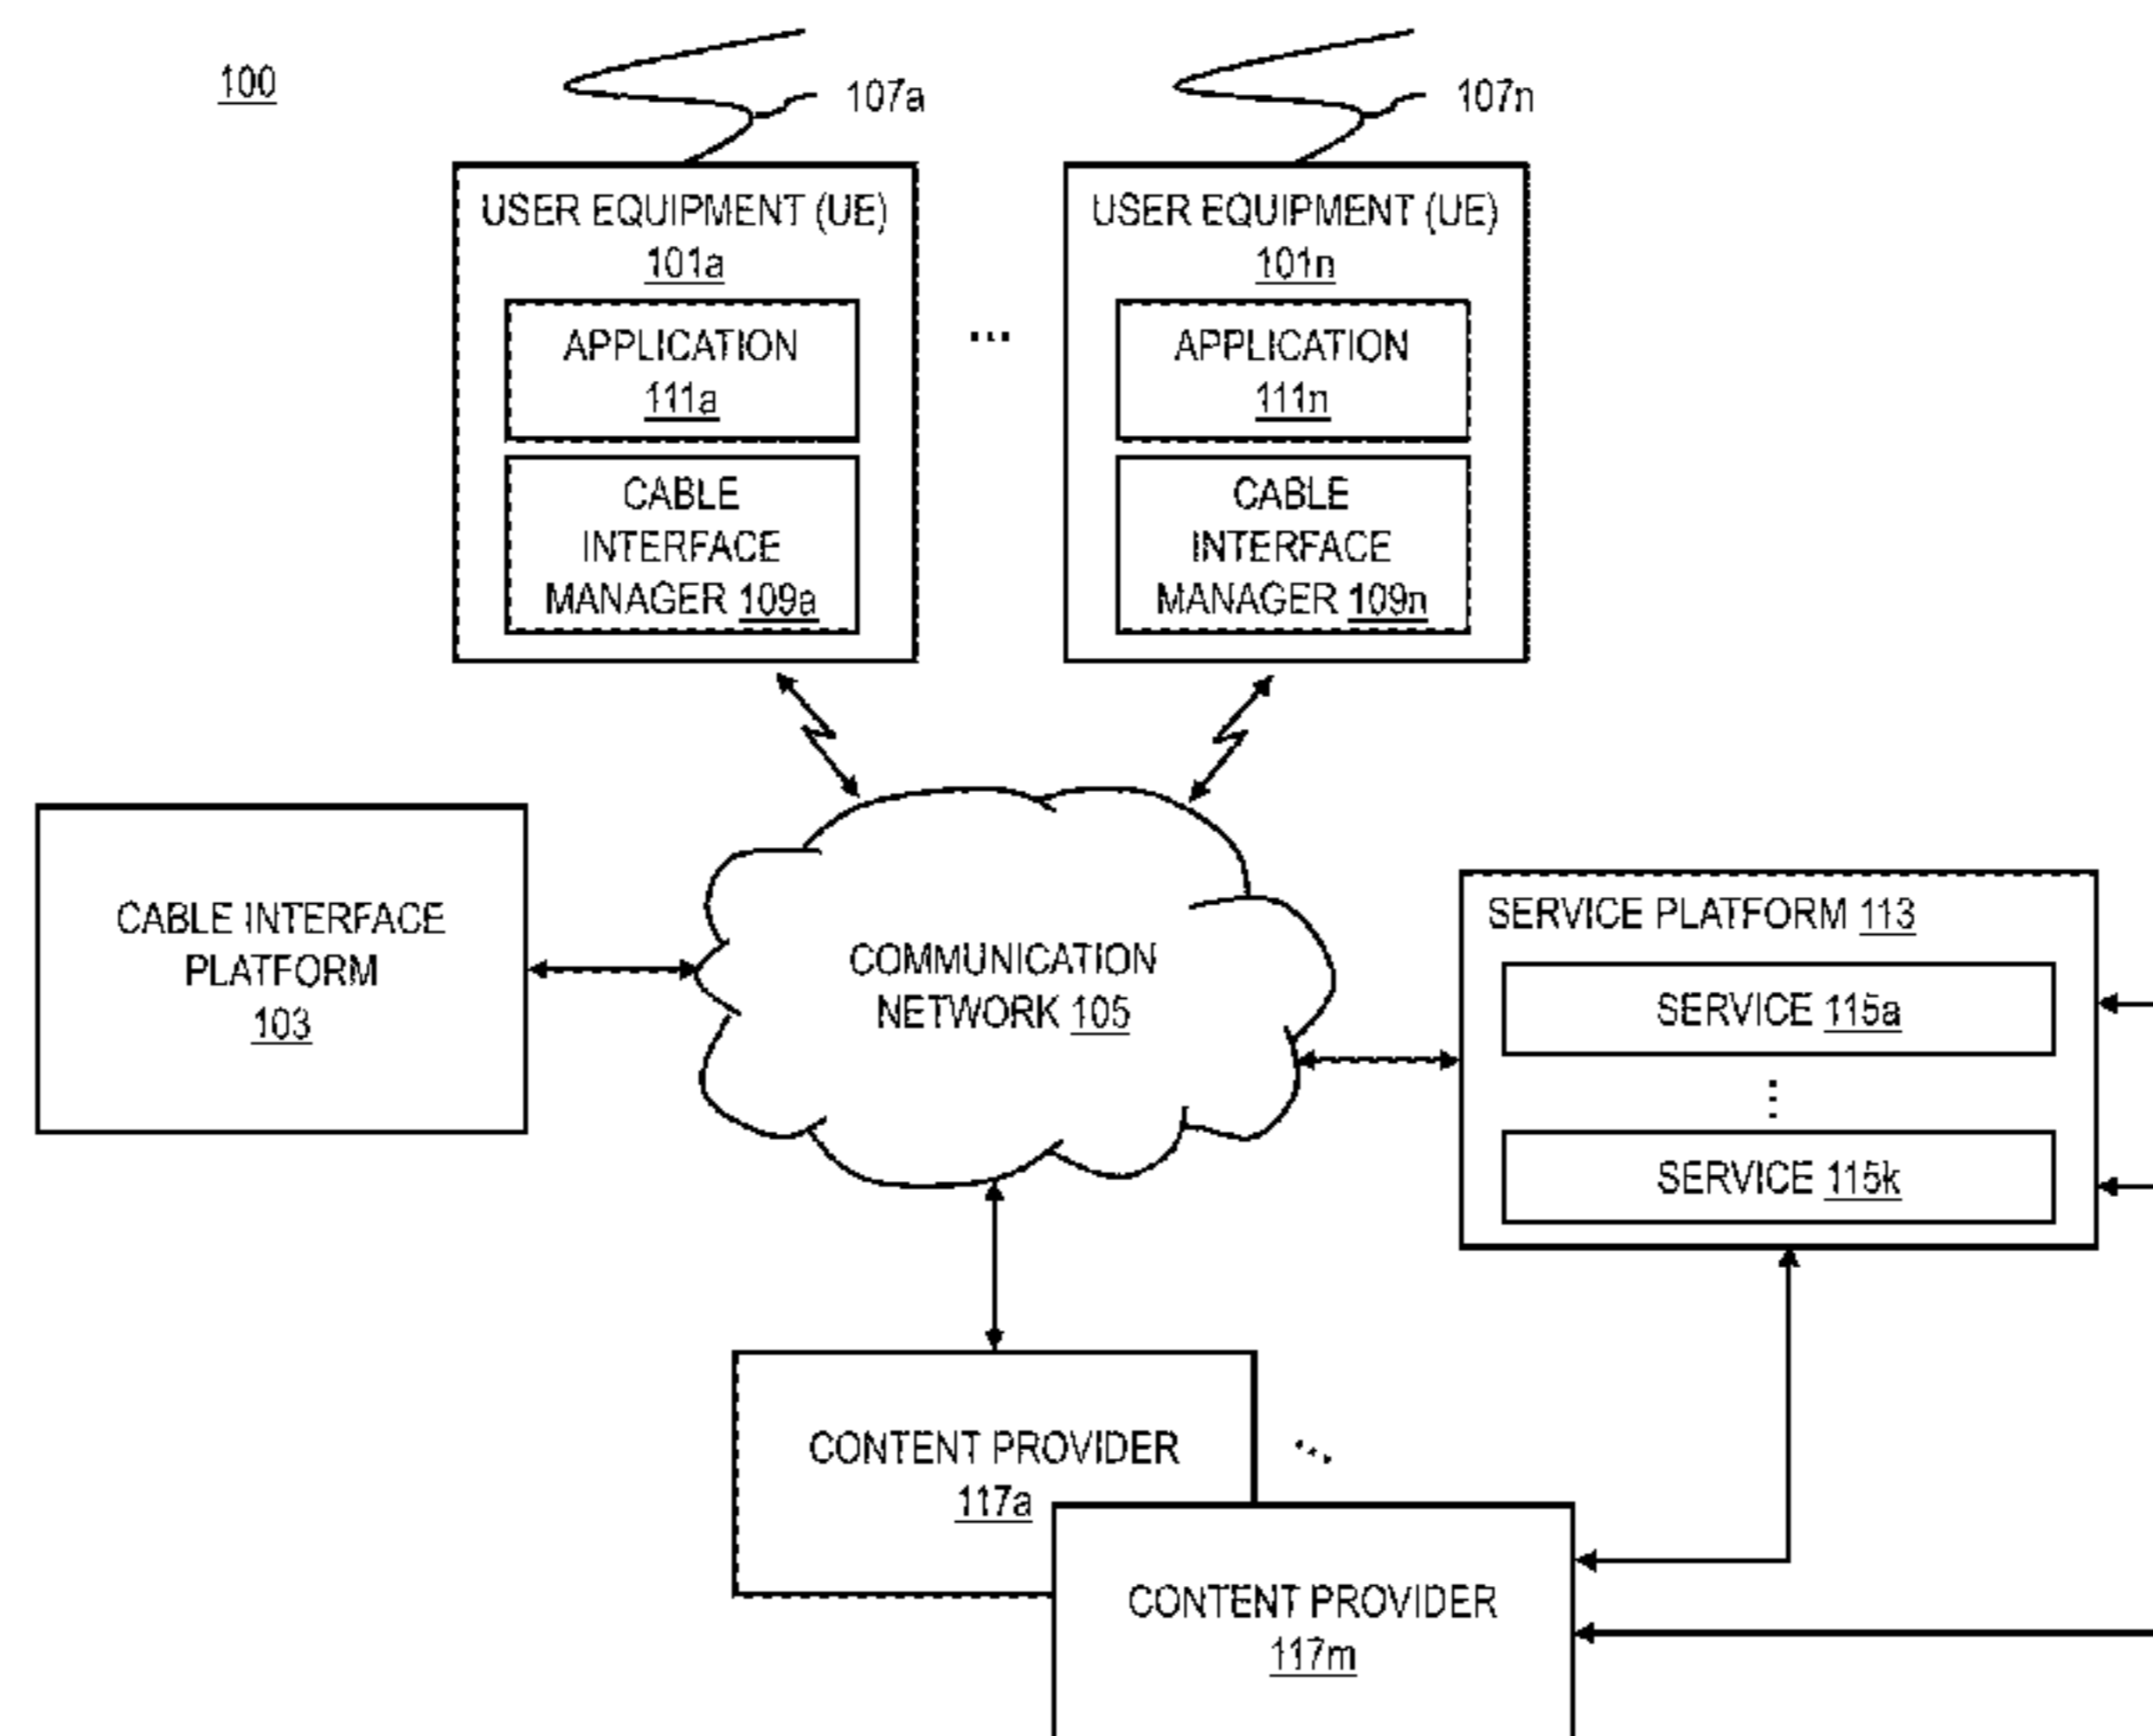 100
107a
107n
USER EQUIPMENT (UE)
101a
APPLICATION
111a
CABLE
INTERFACE
MANAGER 109a
...
USER EQUIPMENT (UE)
101n
APPLICATION
111n
CABLE
INTERFACE
MANAGER 109n
CABLE INTERFACE
PLATFORM
103
COMMUNICATION
NETWORK 105
SERVICE PLATFORM 113
SERVICE 115a
...
SERVICE 115k
CONTENT PROVIDER
117a
...
CONTENT PROVIDER
117m